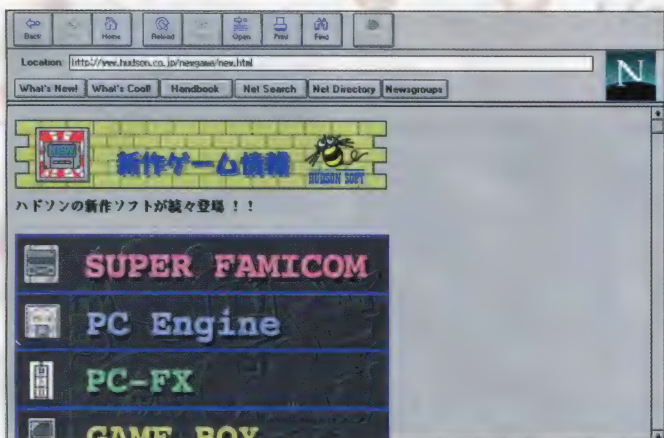 Back
Home
Reload
Open
Print
Find
Location: http://www.hudson.co.jp/newgame/new.html
N
What's New!
What's Cool!
Handbook
Net Search
Net Directory
Newsgroups
新作ゲーム情報
HUDSON SOFT
ハドソンの新作ソフトが続々登場！！
SUPER FAMICOM
PC Engine
PC-FX
GAME BOY